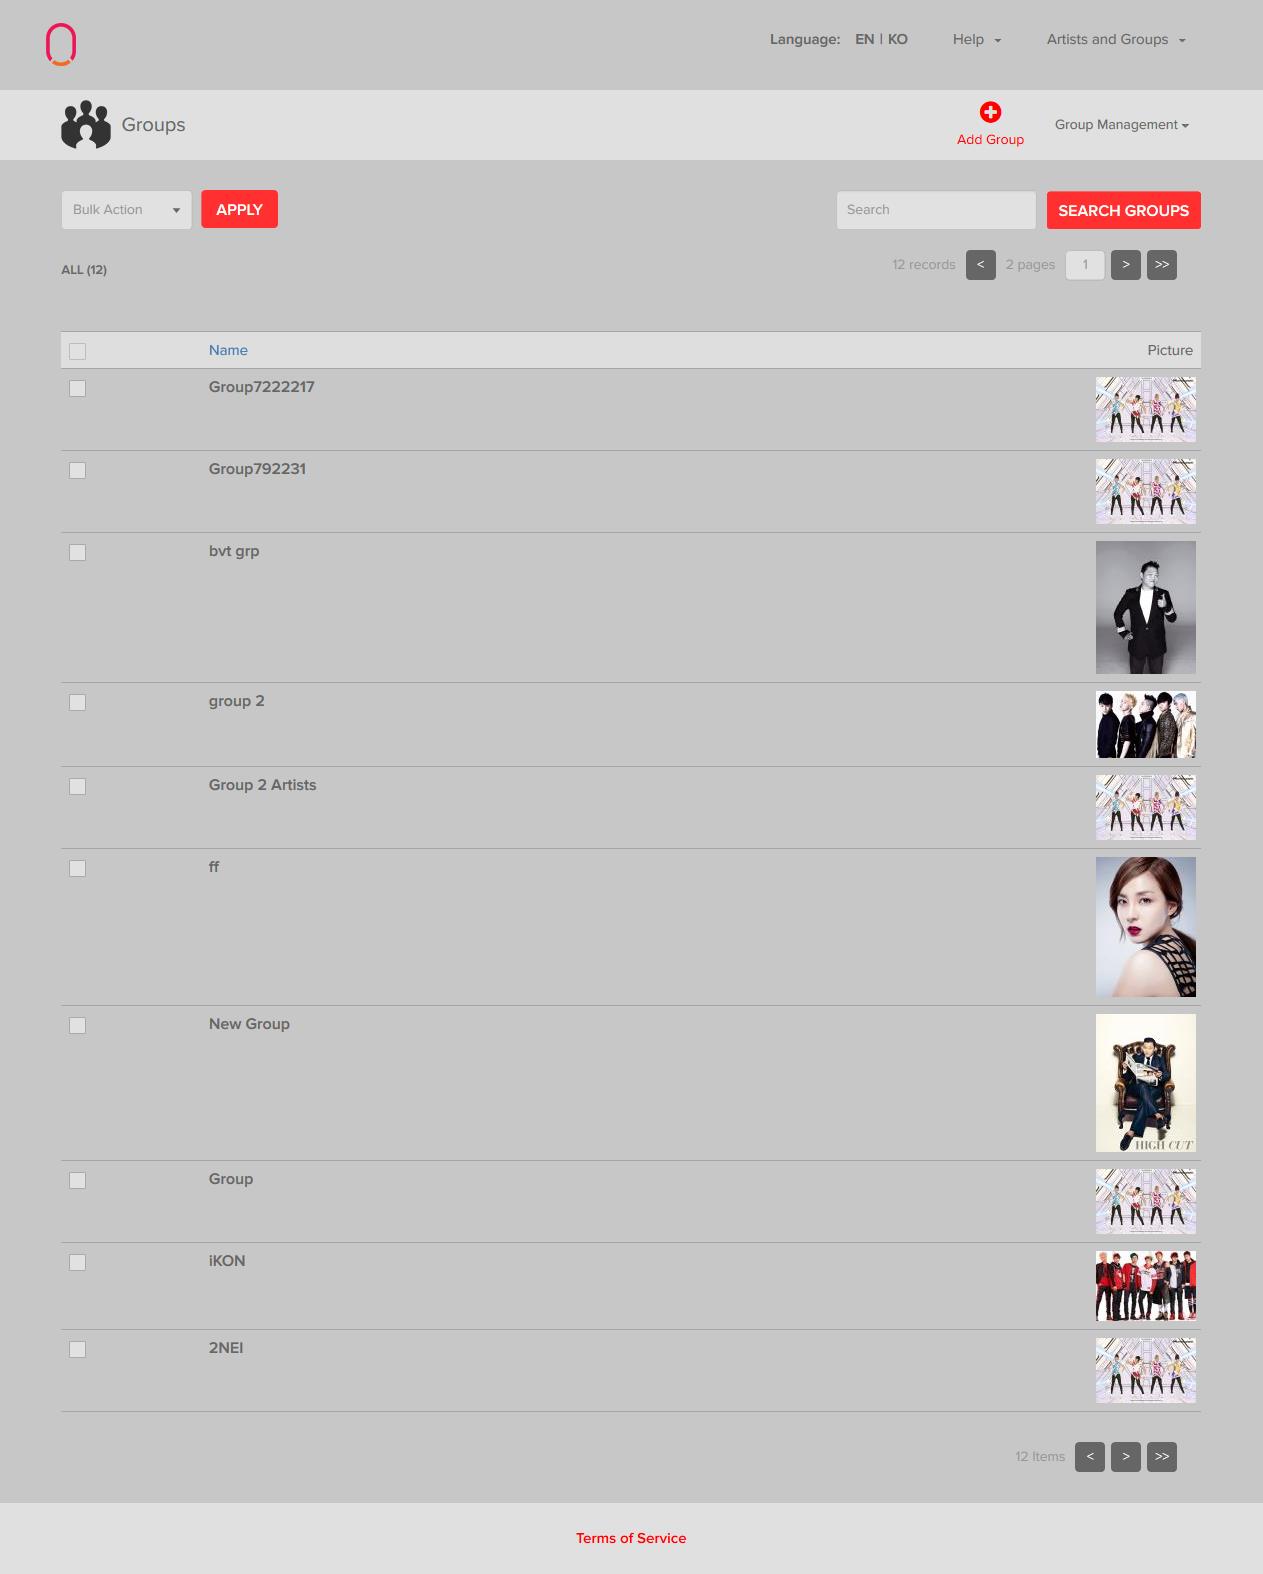 Language: EN | KO Help Artists and Groups
Groups
Add Group
Group Management
Bulk Action APPLY
Search SEARCH GROUPS
ALL (12)
12 records < 2 pages 1 > >>
Name Picture
Group7222217
Group792231
bvt grp
group 2
Group 2 Artists
ff
New Group
HIGH CUT
Group
iKON
2NEI
12 Items < > >>
Terms of Service